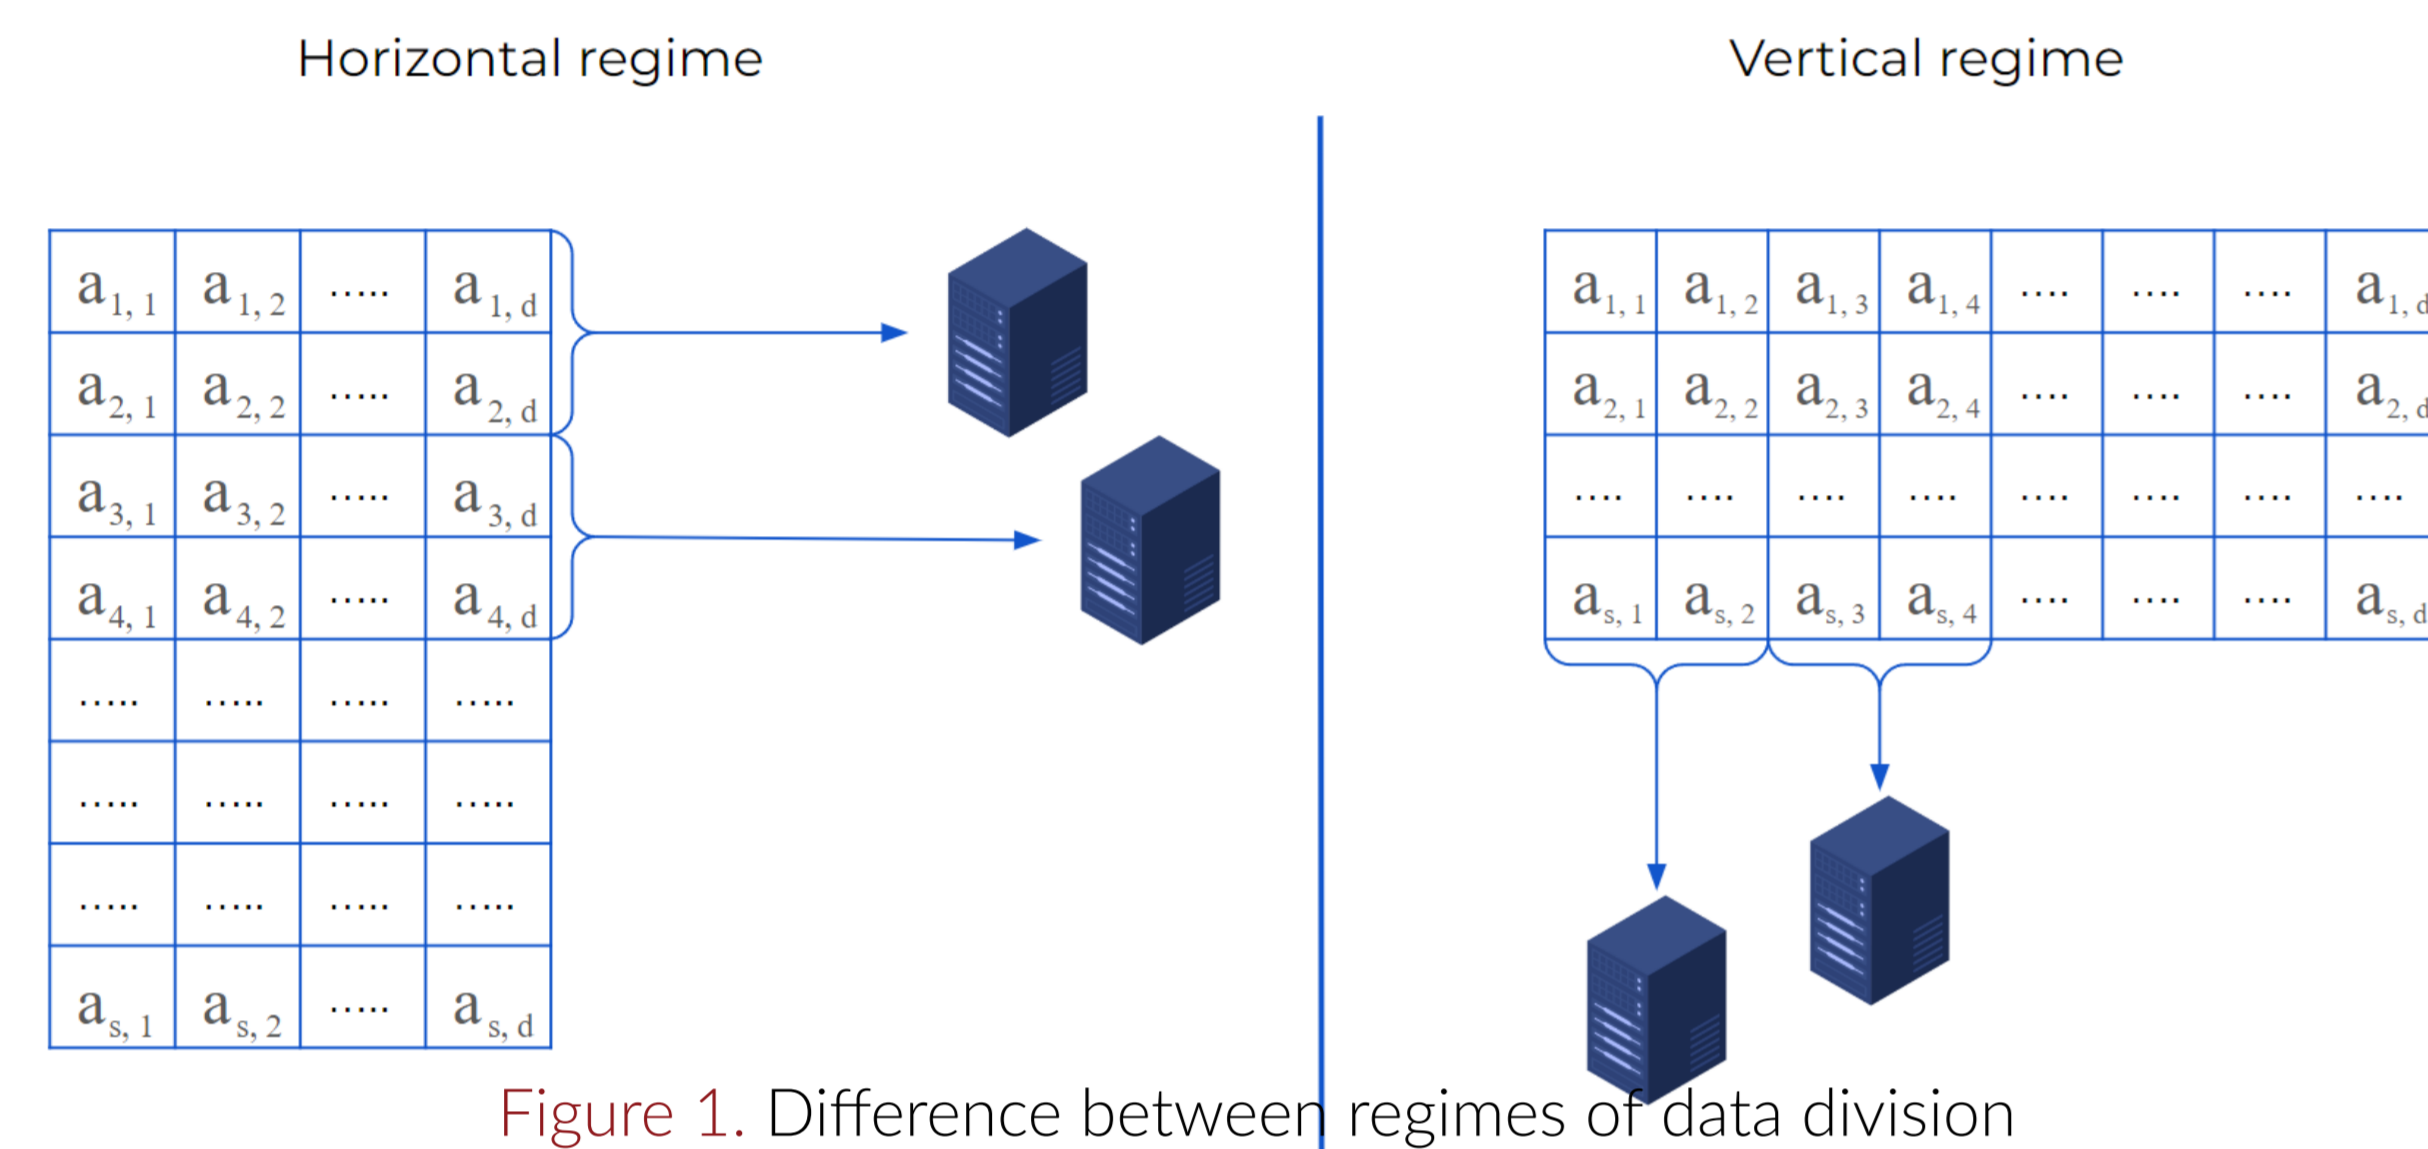 Horizontal regime
Vertical regime
a1, 1 a1, 2 ..... a1, d
a2, 1 a2, 2 ..... a2, d
a3, 1 a3, 2 ..... a3, d
a4, 1 a4, 2 ..... a4, d
..... ..... ..... .....
..... ..... ..... .....
..... ..... ..... .....
as, 1 as, 2 ..... as, d
a1, 1 a1, 2 a1, 3 a1, 4 .... .... .... a1, d
a2, 1 a2, 2 a2, 3 a2, 4 .... .... .... a2, d
.... .... .... .... .... .... .... ....
as, 1 as, 2 as, 3 as, 4 .... .... .... as, d
Figure 1. Difference between regimes of data division